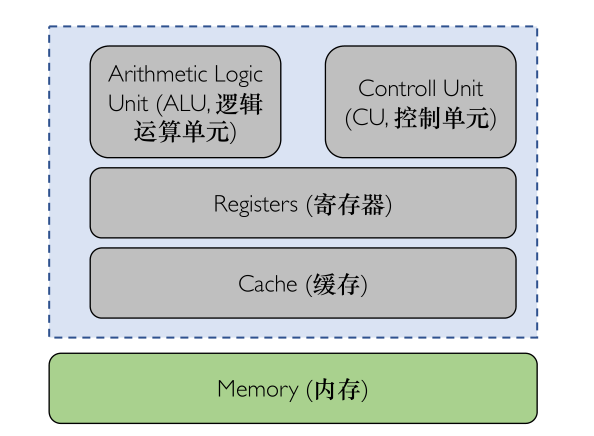 Arithmetic Logic
Unit (ALU, 逻辑
运算单元)
Controll Unit
(CU, 控制单元)
Registers (寄存器)
Cache (缓存)
Memory (内存)